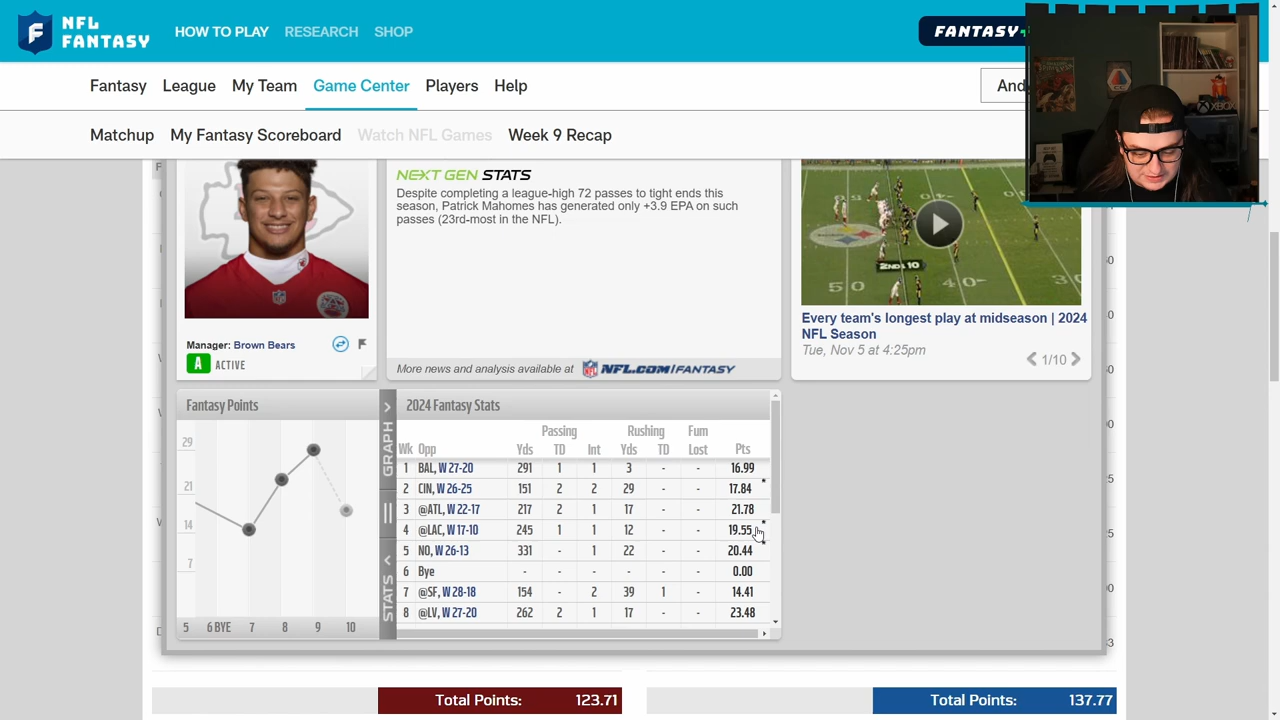 NFL FANTASY
HOW TO PLAY RESEARCH SHOP
FANTASY+
Fantasy League My Team Game Center Players Help
And
Matchup My Fantasy Scoreboard Watch NFL Games Week 9 Recap
NEXT GEN STATS
Despite completing a league-high 72 passes to tight ends this
season, Patrick Mahomes has generated only +3.9 EPA on such
passes (23rd-most in the NFL).
2ND & 10
5 0 4 0 3
Every team's longest play at midseason | 2024
NFL Season
Tue, Nov 5 at 4:25pm
1/10
Manager: Brown Bears
A ACTIVE
More news and analysis available at NFL.COM/FANTASY
Fantasy Points
29
21
14
7
5 6 BYE 7 8 9 10
GRAPH
STATS
2024 Fantasy Stats
Passing Rushing Fum
Wk Opp Yds TD Int Yds TD Lost Pts
1 BAL, W 27-20 291 1 1 3 - - 16.99
2 CIN, W 26-25 151 2 2 29 - - 17.84*
3 @ATL, W 22-17 217 2 1 17 - - 21.78
4 @LAC, W 17-10 245 1 1 12 - - 19.55*
5 NO, W 26-13 331 - 1 22 - - 20.44*
6 Bye - - - - - - 0.00
7 @SF, W 28-18 154 - 2 39 1 - 14.41
8 @LV, W 27-20 262 2 1 17 - - 23.48
Total Points: 123.71
Total Points: 137.77
XBOX